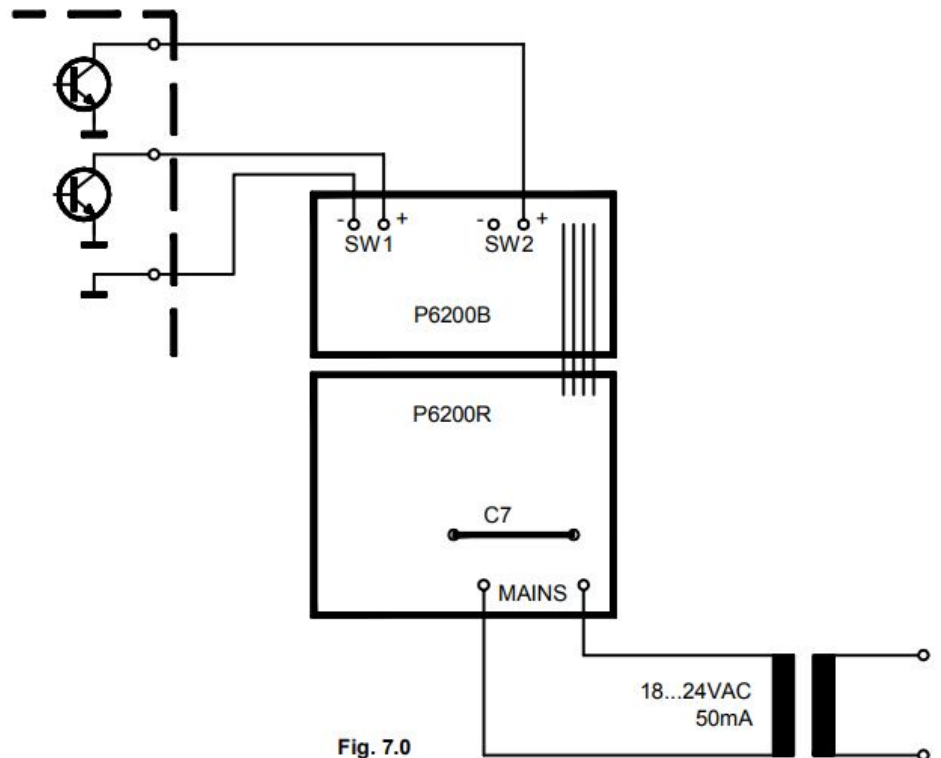 - + - +
SW1 SW2
P6200B
P6200R
C7
MAINS
18...24VAC
50mA
Fig. 7.0